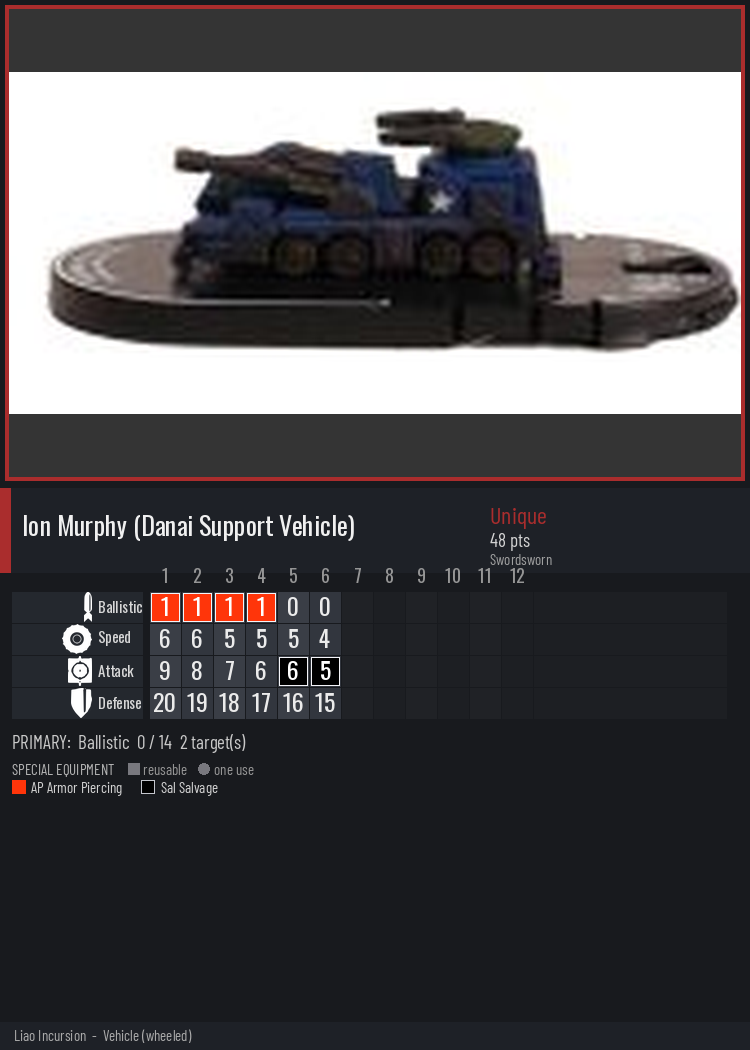 Ion Murphy (Danai Support Vehicle)
Unique
48 pts
Swordsworn
1 2 3 4 5 6 7 8 9 10 11 12
Ballistic 1 1 1 1 0 0
Speed 6 6 5 5 5 4
Attack 9 8 7 6 6 5
Defense 20 19 18 17 16 15
PRIMARY: Ballistic 0 / 14 2 target(s)
SPECIAL EQUIPMENT reusable one use
AP Armor Piercing Sal Salvage
Liao Incursion - Vehicle (wheeled)